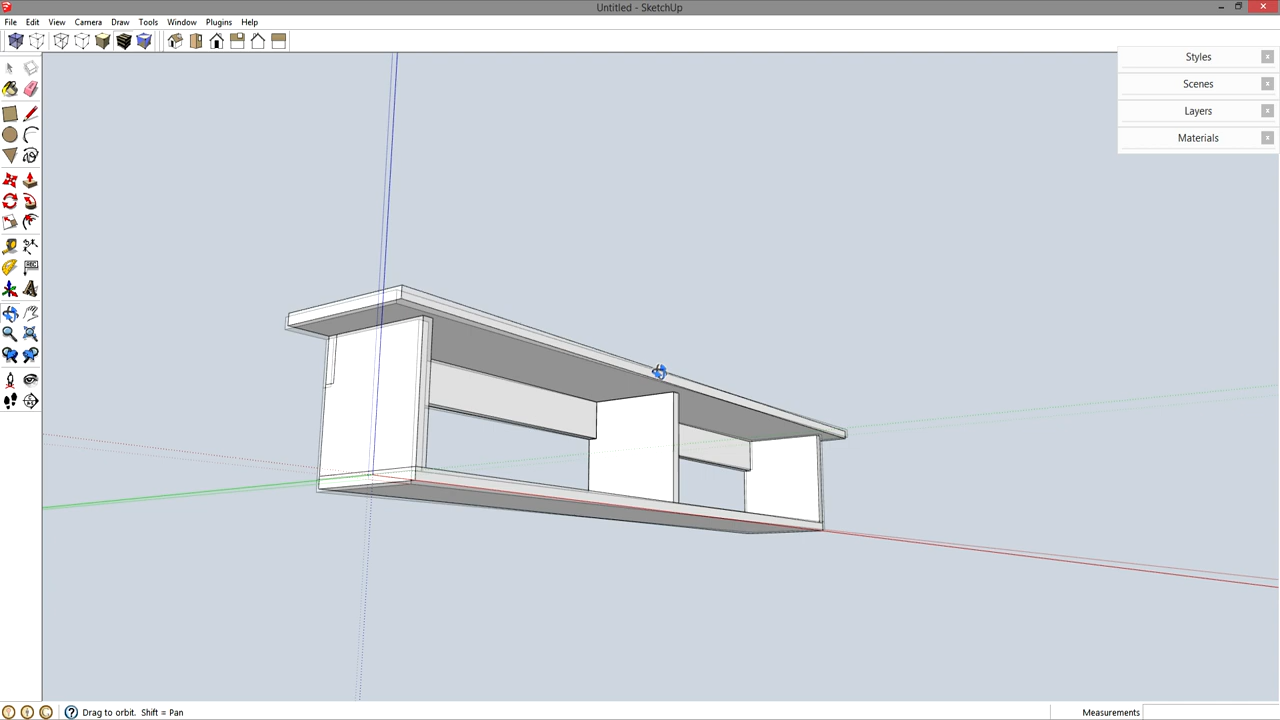 Untitled - SketchUp
File Edit View Camera Draw Tools Window Plugins Help
Styles
Scenes
Layers
Materials
Drag to orbit. Shift = Pan
Measurements